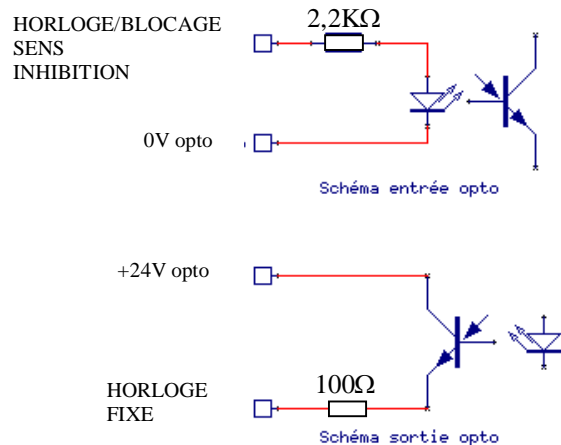 HORLOGE/BLOCAGE
SENS
INHIBITION
2,2KΩ
0V opto
Schéma entrée opto
+24V opto
HORLOGE
FIXE
100Ω
Schéma sortie opto